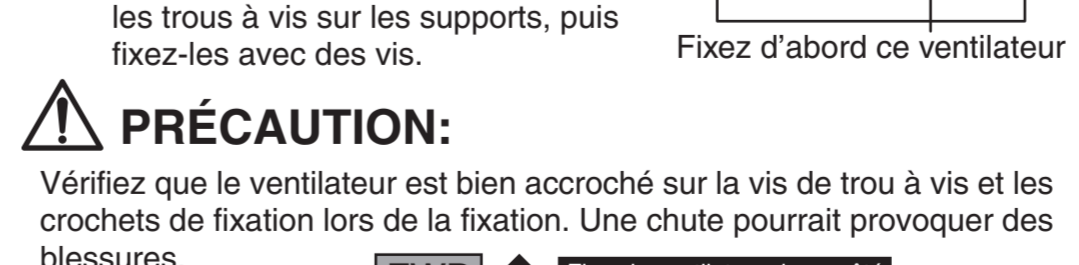 les trous à vis sur les supports, puis
fixez-les avec des vis.
Fixez d'abord ce ventilateur
PRÉCAUTION:
Vérifiez que le ventilateur est bien accroché sur la vis de trou à vis et les
crochets de fixation lors de la fixation. Une chute pourrait provoquer des
blessures